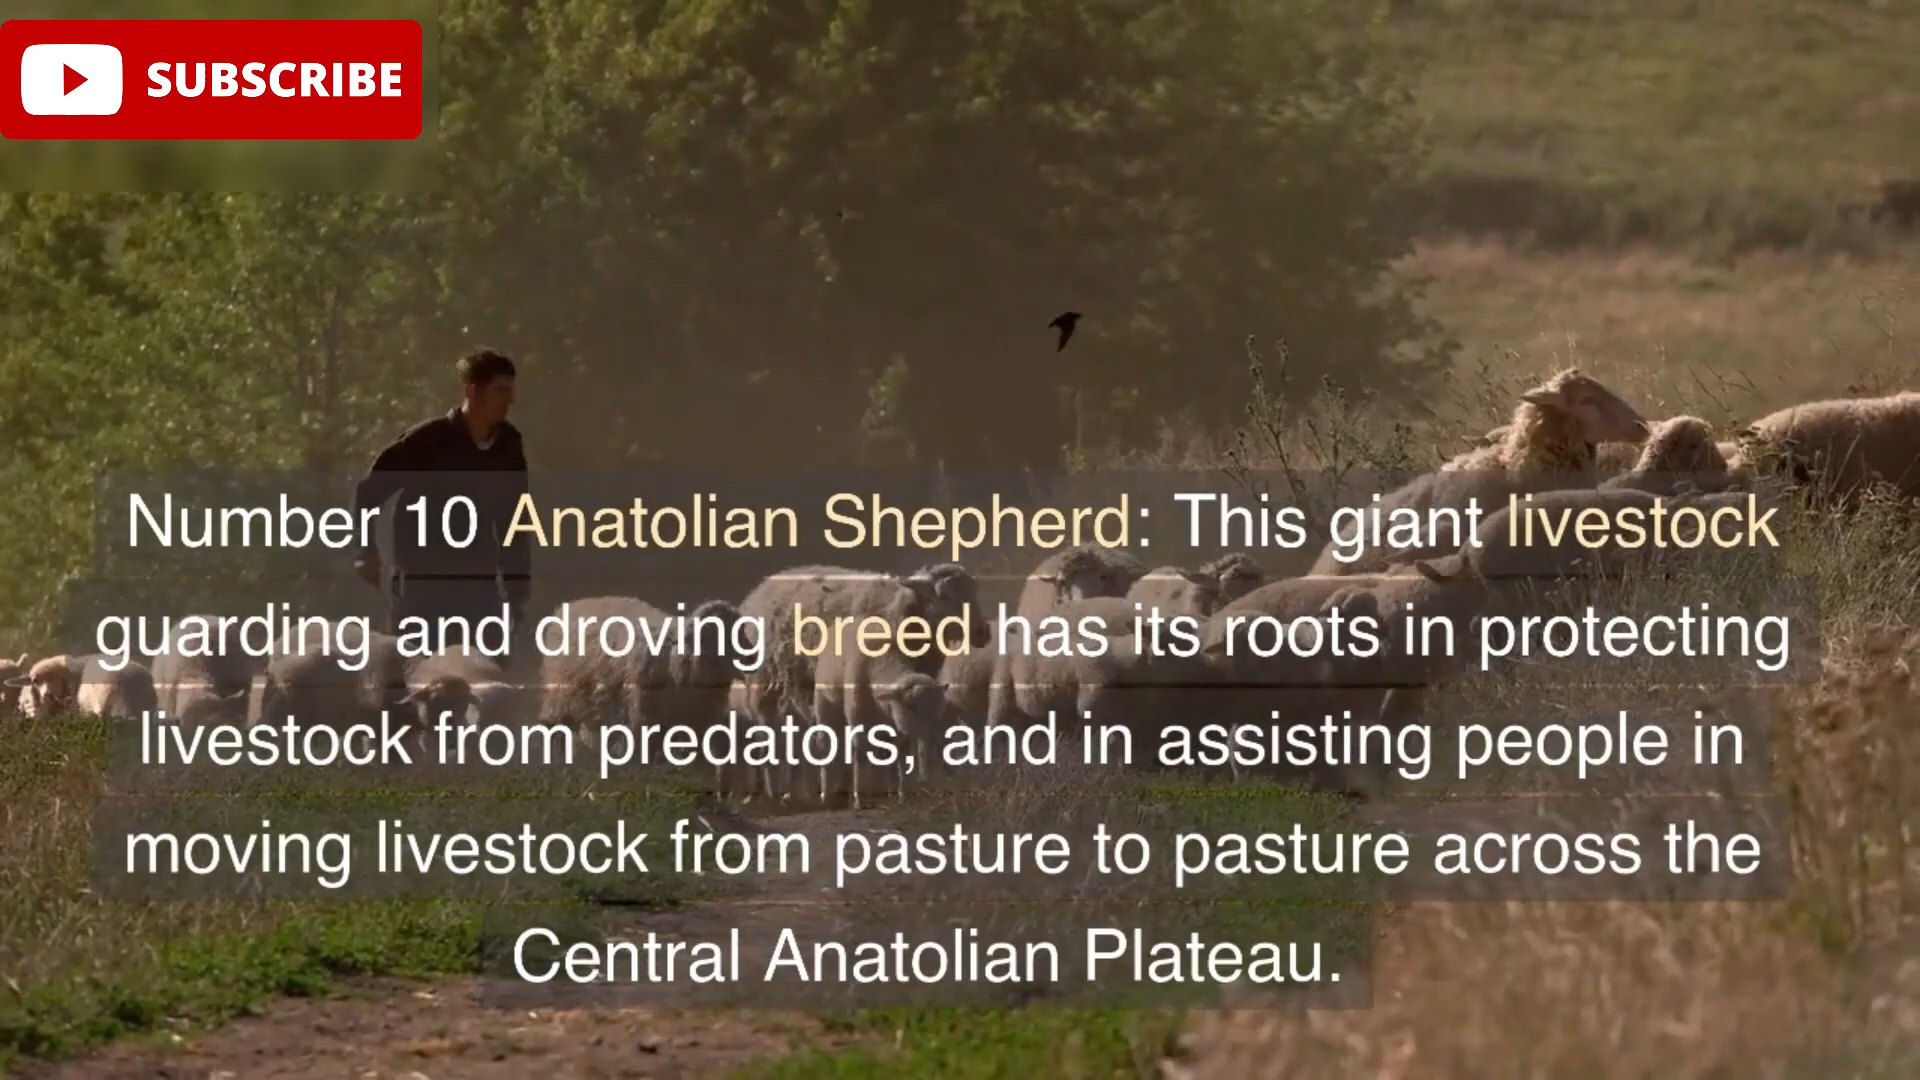 SUBSCRIBE
Number 10 Anatolian Shepherd: This giant livestock
guarding and droving breed has its roots in protecting
livestock from predators, and in assisting people in
moving livestock from pasture to pasture across the
Central Anatolian Plateau.